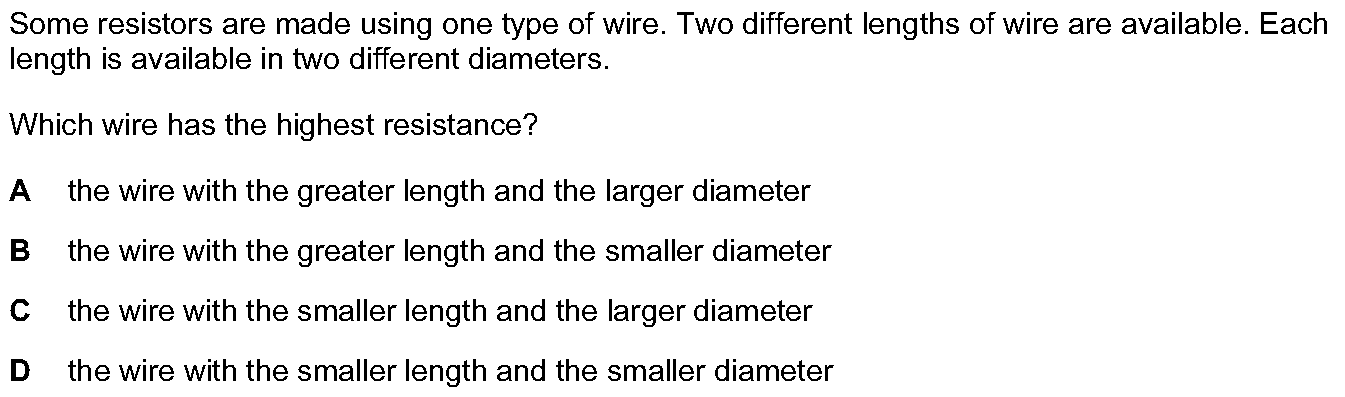 Some resistors are made using one type of wire. Two different lengths of wire are available. Each
length is available in two different diameters.
Which wire has the highest resistance?
A the wire with the greater length and the larger diameter
B the wire with the greater length and the smaller diameter
C the wire with the smaller length and the larger diameter
D the wire with the smaller length and the smaller diameter